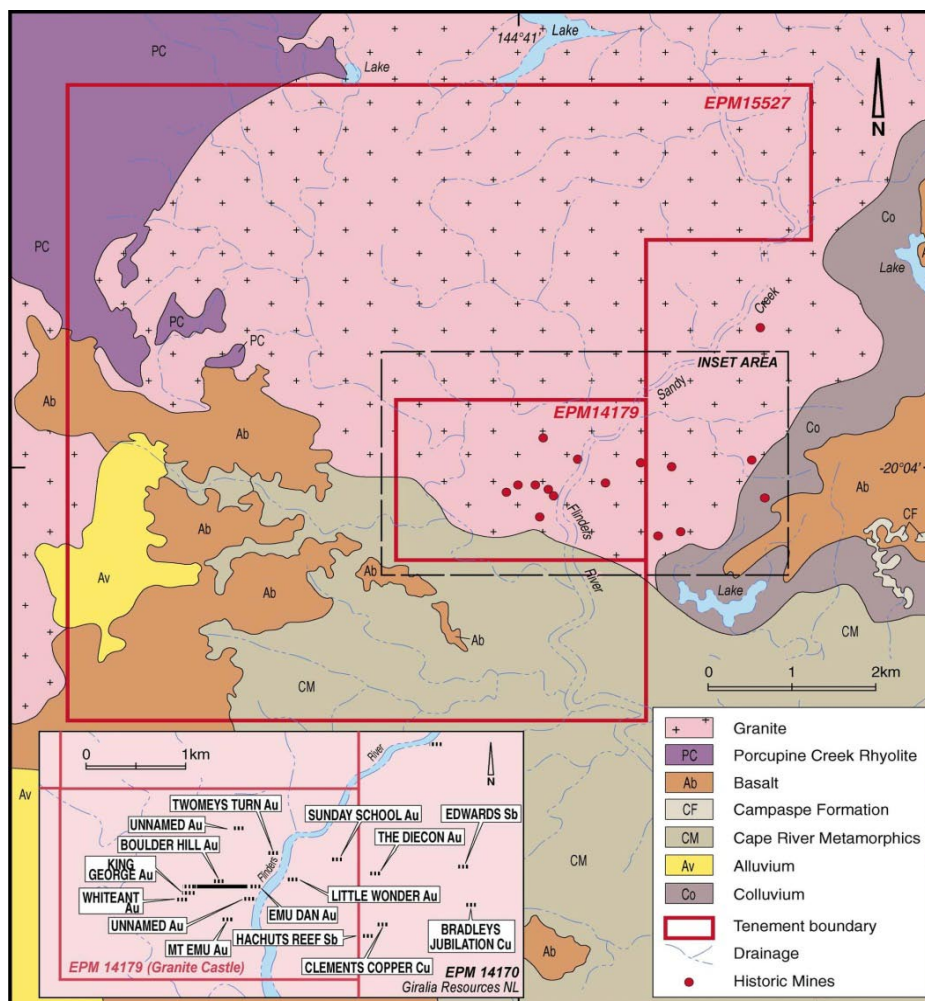 Lake
144°41'
PC
Lake
EPM15527
N
PC
Co
Lake
PC
PC
Creek
Ab
INSET AREA
Sandy
EPM14179
Ab
Co
-20°04'
Ab
Ab
CF
Flinders
Av
Ab
Ab
River
Lake
Ab
CM
CM
0 1 2km
Granite
PC Porcupine Creek Rhyolite
Ab Basalt
CF Campaspe Formation
CM Cape River Metamorphics
Av Alluvium
Co Colluvium
Tenement boundary
Drainage
Historic Mines
Av
CM
Ab
0 1km
River
N
TWOMEYS TURN Au
UNNAMED Au
BOULDER HILL Au
KING
GEORGE Au
WHITEANT
Au
UNNAMED Au
MT EMU Au
Flinders
SUNDAY SCHOOL Au
EDWARDS Sb
THE DIECON Au
LITTLE WONDER Au
EMU DAN Au
HACHUTS REEF Sb
BRADLEYS
JUBILATION Cu
CLEMENTS COPPER Cu
EPM 14179 (Granite Castle)
EPM 14170
Giralia Resources NL